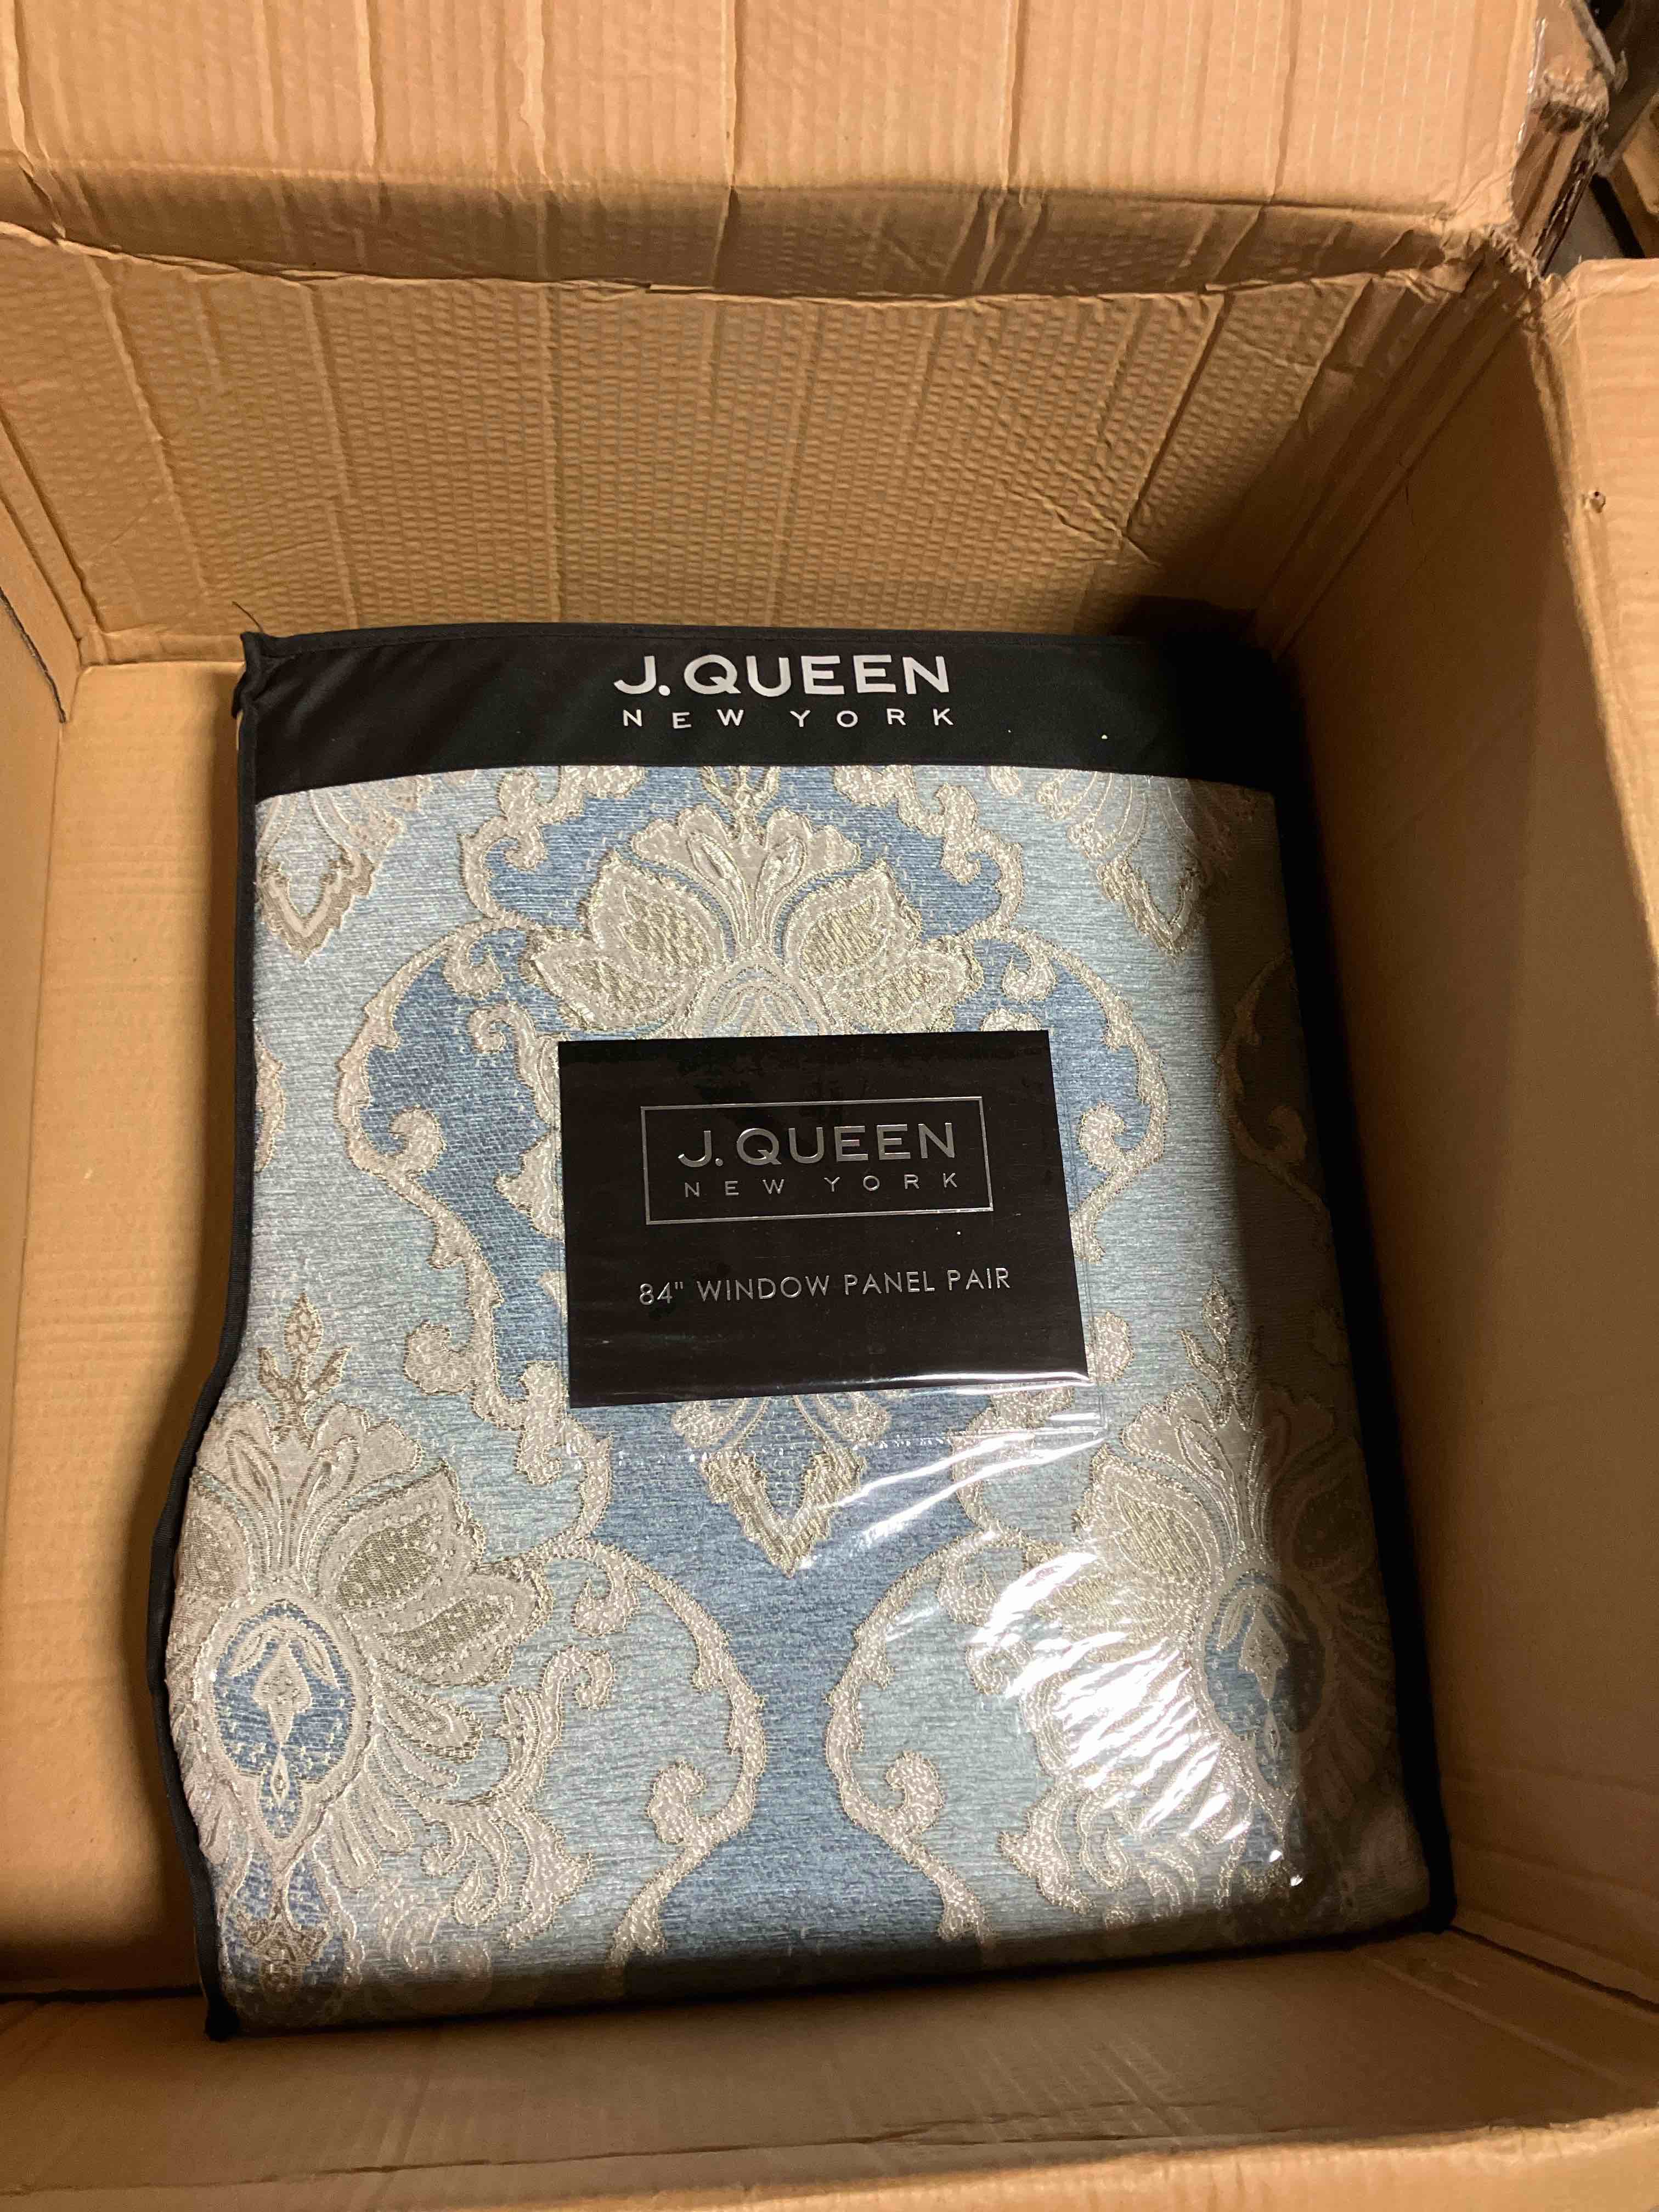 J. QUEEN
NEW YORK
J. QUEEN
NEW YORK
84" WINDOW PANEL PAIR